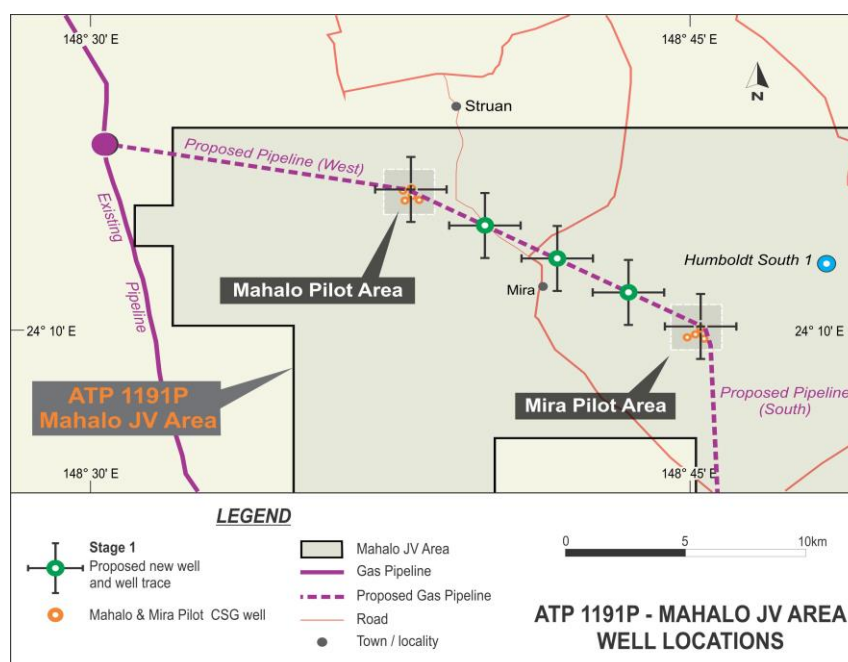 148° 30' E
148° 45' E
N
Struan
Proposed Pipeline (West)
Existing
Pipeline
Mahalo Pilot Area
Humboldt South 1
Mira
24° 10' E
24° 10' E
ATP 1191P
Mahalo JV Area
Mira Pilot Area
Proposed Pipeline
(South)
148° 30' E
148° 45' E
LEGEND
Stage 1
Proposed new well
and well trace
Mahalo & Mira Pilot CSG well
Mahalo JV Area
Gas Pipeline
Proposed Gas Pipeline
Road
Town / locality
0 5 10km
ATP 1191P - MAHALO JV AREA
WELL LOCATIONS